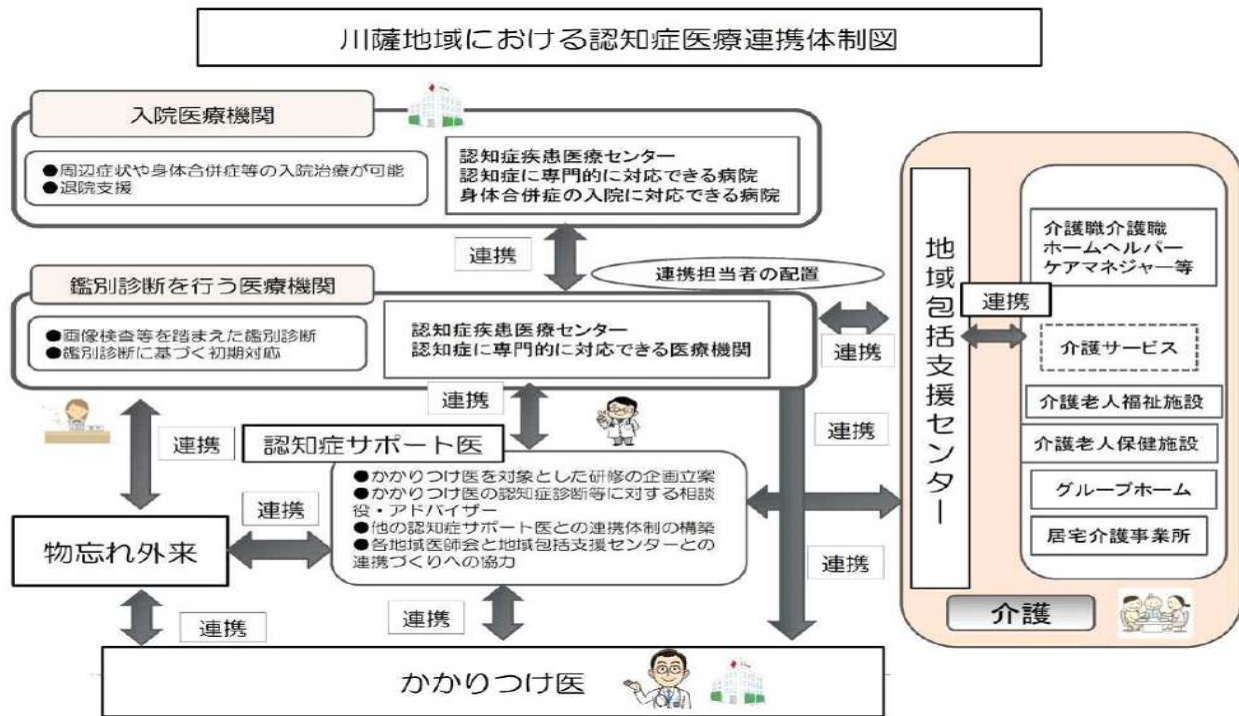 川薩地域における認知症医療連携体制図
入院医療機関
●周辺症状や身体合併症等の入院治療が可能
●退院支援
認知症疾患医療センター
認知症に専門的に対応できる病院
身体合併症の入院に対応できる病院
連携
連携担当者の配置
鑑別診断を行う医療機関
●画像検査等を踏まえた鑑別診断
●鑑別診断に基づく初期対応
認知症疾患医療センター
認知症に専門的に対応できる医療機関
連携
連携
連携
連携
認知症サポート医
●かかりつけ医を対象とした研修の企画立案
●かかりつけ医の認知症診断等に対する相談
役・アドバイザー
●他の認知症サポート医との連携体制の構築
●各地域医師会と地域包括支援センターとの
連携づくりへの協力
連携
物忘れ外来
連携
連携
連携
かかりつけ医
地域包括支援センター
連携
介護職介護職
ホームヘルパー
ケアマネジャー等
介護サービス
介護老人福祉施設
介護老人保健施設
グループホーム
居宅介護事業所
介護